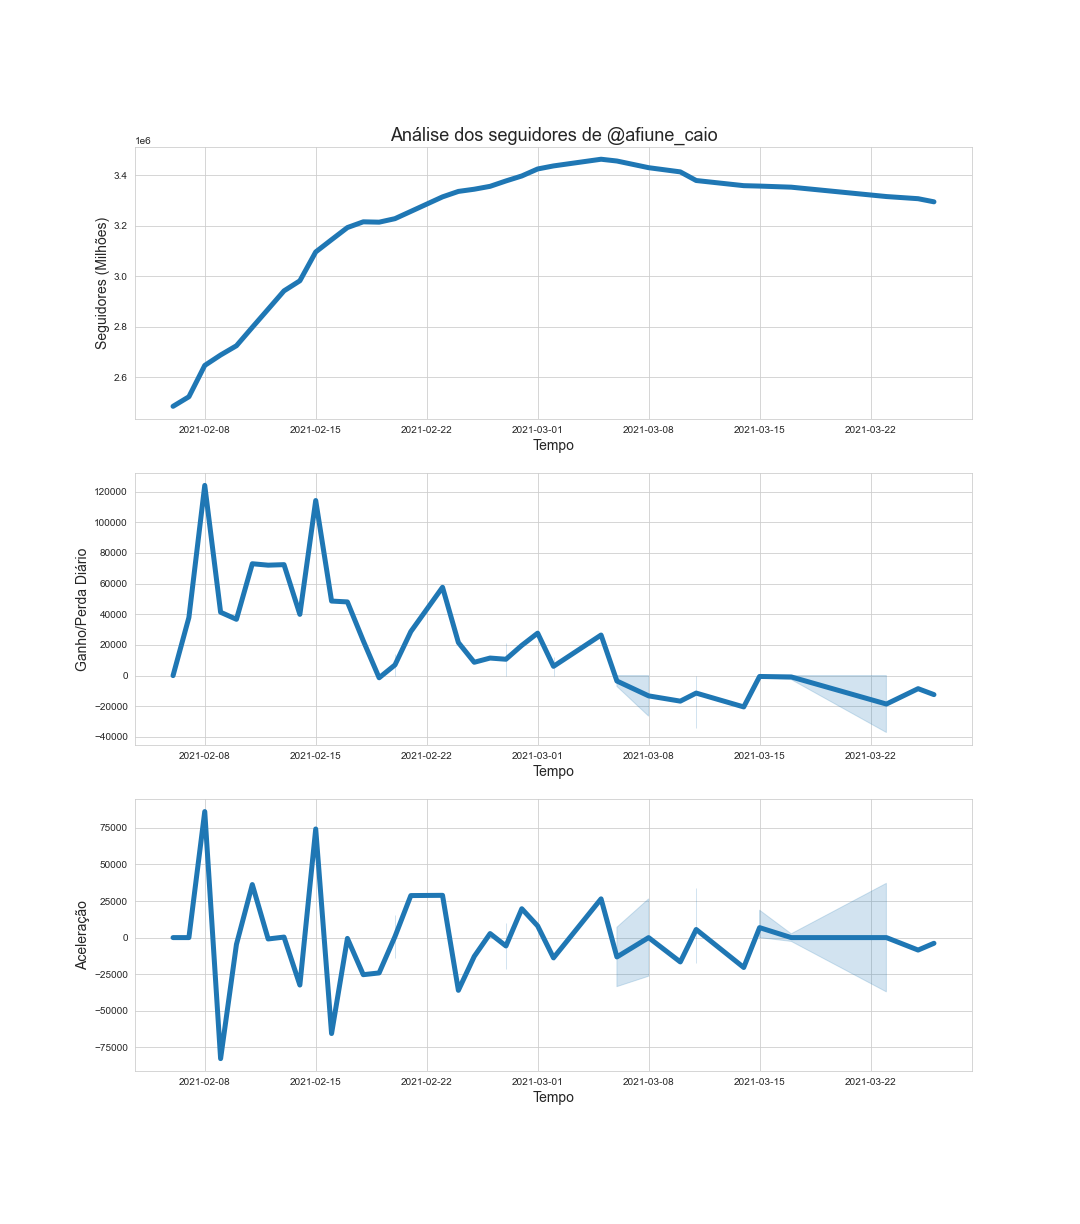 Análise dos seguidores de @afiune_caio
1e6
Seguidores (Milhões)
3.4
3.2
3.0
2.8
2.6
2021-02-08 2021-02-15 2021-02-22 2021-03-01 2021-03-08 2021-03-15 2021-03-22
Tempo
Ganho/Perda Diário
120000
100000
80000
60000
40000
20000
0
−20000
−40000
2021-02-08 2021-02-15 2021-02-22 2021-03-01 2021-03-08 2021-03-15 2021-03-22
Tempo
Aceleração
75000
50000
25000
0
−25000
−50000
−75000
2021-02-08 2021-02-15 2021-02-22 2021-03-01 2021-03-08 2021-03-15 2021-03-22
Tempo